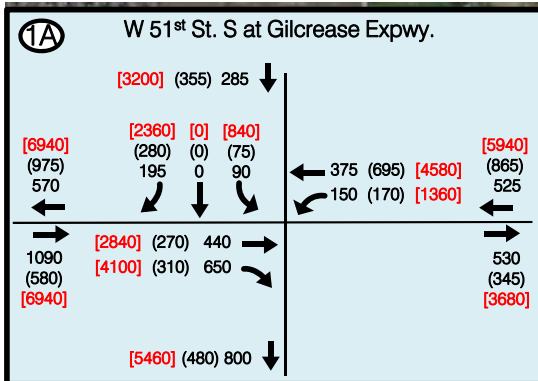 1A
W 51st St. S at Gilcrease Expwy.
[3200] (355) 285
[2360] [0] [840]
(280) (0) (75)
195 0 90
[6940]
(975)
570
375 (695) [4580]
150 (170) [1360]
[5940]
(865)
525
1090
(580)
[6940]
[2840] (270) 440
[4100] (310) 650
530
(345)
[3680]
[5460] (480) 800